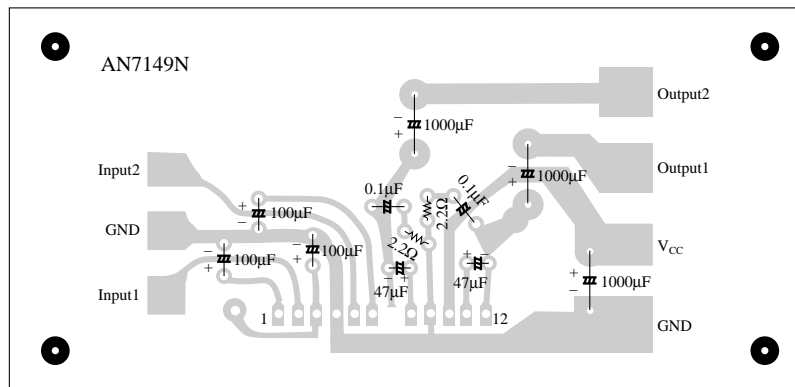 AN7149N
Output2
− + 1000µF
Input2
0.1µF
0.1µF
Output1
− + 1000µF
2.2Ω
+ − 100µF
GND
2.2Ω
VCC
− + 100µF
− + 100µF
− +
+ −
47µF
47µF
+ − 1000µF
Input1
1
12
GND